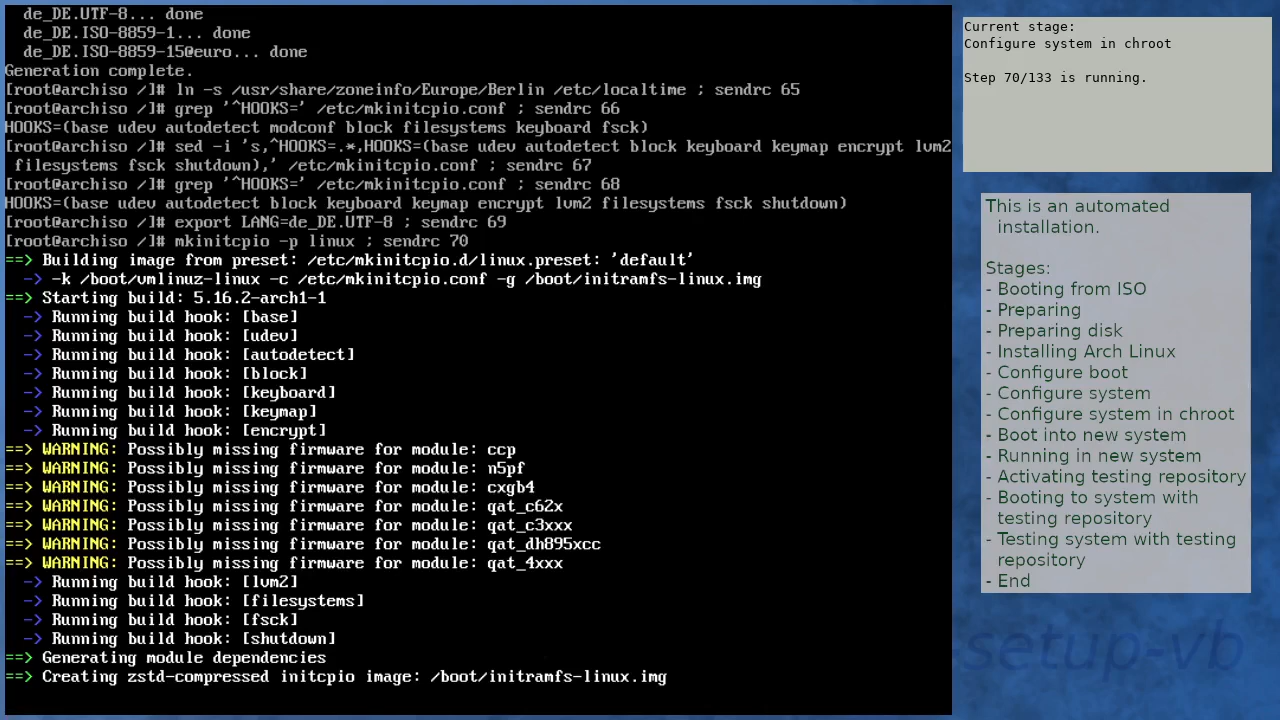 de_DE.UTF-8... done
de_DE.ISO-8859-1... done
de_DE.ISO-8859-15@euro... done
Generation complete.
[root@archiso /]# ln -s /usr/share/zoneinfo/Europe/Berlin /etc/localtime ; sendrc 65
[root@archiso /]# grep '^HOOKS=' /etc/mkinitcpio.conf ; sendrc 66
HOOKS=(base udev autodetect modconf block filesystems keyboard fsck)
[root@archiso /]# sed -i 's,^HOOKS=.*,HOOKS=(base udev autodetect block keyboard keymap encrypt lvm2
 filesystems fsck shutdown),' /etc/mkinitcpio.conf ; sendrc 67
[root@archiso /]# grep '^HOOKS=' /etc/mkinitcpio.conf ; sendrc 68
HOOKS=(base udev autodetect block keyboard keymap encrypt lvm2 filesystems fsck shutdown)
[root@archiso /]# export LANG=de_DE.UTF-8 ; sendrc 69
[root@archiso /]# mkinitcpio -p linux ; sendrc 70
==> Building image from preset: /etc/mkinitcpio.d/linux.preset: 'default'
  -> -k /boot/vmlinuz-linux -c /etc/mkinitcpio.conf -g /boot/initramfs-linux.img
==> Starting build: 5.16.2-arch1-1
  -> Running build hook: [base]
  -> Running build hook: [udev]
  -> Running build hook: [autodetect]
  -> Running build hook: [block]
  -> Running build hook: [keyboard]
  -> Running build hook: [keymap]
  -> Running build hook: [encrypt]
==> WARNING: Possibly missing firmware for module: ccp
==> WARNING: Possibly missing firmware for module: n5pf
==> WARNING: Possibly missing firmware for module: cxgb4
==> WARNING: Possibly missing firmware for module: qat_c62x
==> WARNING: Possibly missing firmware for module: qat_c3xxx
==> WARNING: Possibly missing firmware for module: qat_dh895xcc
==> WARNING: Possibly missing firmware for module: qat_4xxx
  -> Running build hook: [lvm2]
  -> Running build hook: [filesystems]
  -> Running build hook: [fsck]
  -> Running build hook: [shutdown]
==> Generating module dependencies
==> Creating zstd-compressed initcpio image: /boot/initramfs-linux.img
Current stage:
Configure system in chroot
Step 70/133 is running.
This is an automated
installation.
Stages:
- Booting from ISO
- Preparing
- Preparing disk
- Installing Arch Linux
- Configure boot
- Configure system
- Configure system in chroot
- Boot into new system
- Running in new system
- Activating testing repository
- Booting to system with
testing repository
- Testing system with testing
repository
- End
setup-vb